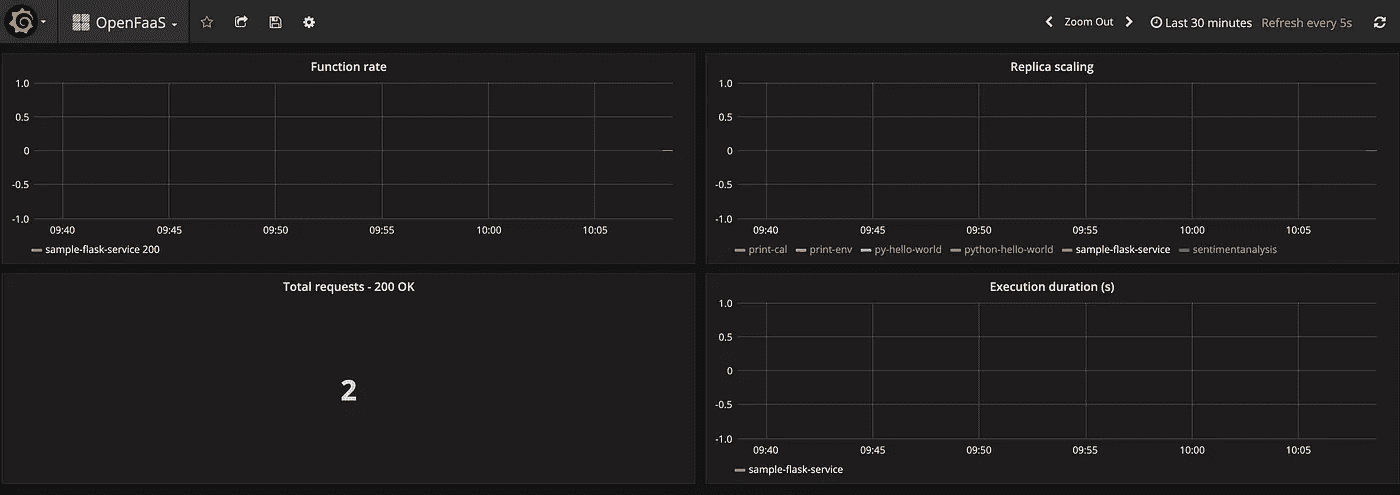 OpenFaaS
Zoom Out
Last 30 minutes
Refresh every 5s
Function rate
1.0
0.5
0
-0.5
-1.0
09:40 09:45 09:50 09:55 10:00 10:05
sample-flask-service 200
Replica scaling
1.0
0.5
0
-0.5
-1.0
09:40 09:45 09:50 09:55 10:00 10:05
print-cal print-env py-hello-world python-hello-world sample-flask-service sentimentanalysis
Total requests - 200 OK
2
Execution duration (s)
1.0
0.5
0
-0.5
-1.0
09:40 09:45 09:50 09:55 10:00 10:05
sample-flask-service